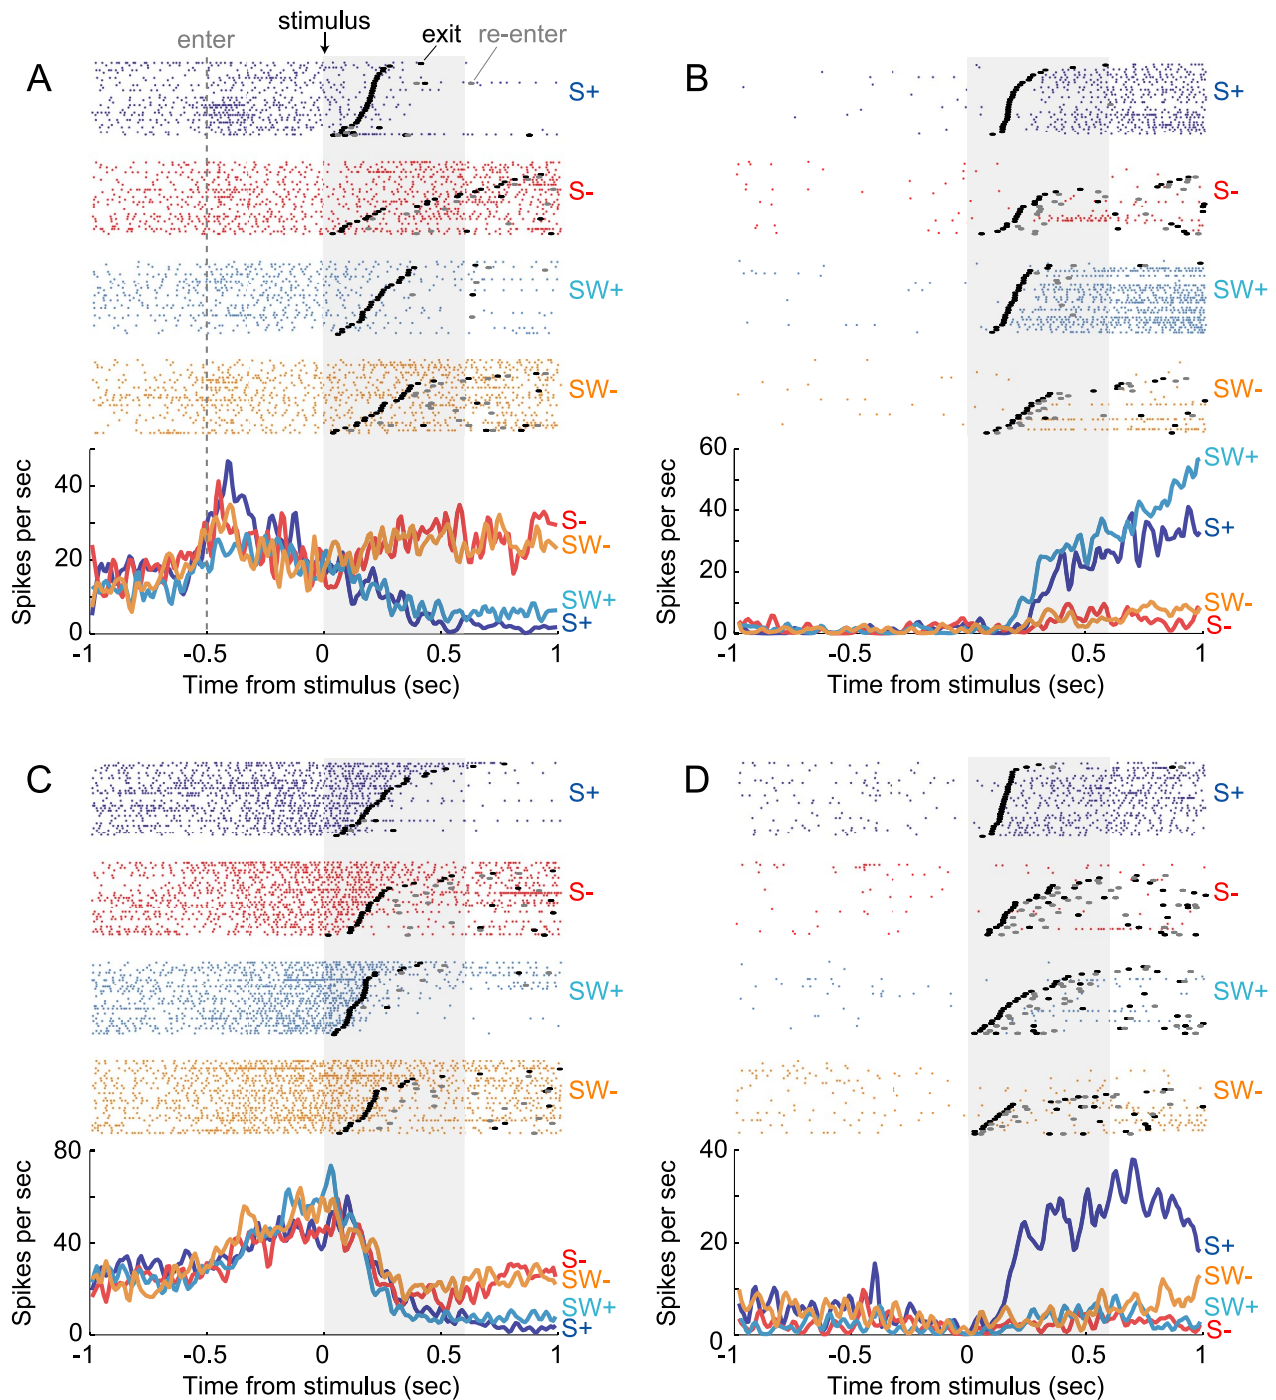 stimulus
enter
exit
re-enter
A
S+
S-
SW+
SW-
40
20
0
Spikes per sec
S-
SW-
SW+
S+
-1
-0.5
0
0.5
1
Time from stimulus (sec)
B
S+
S-
SW+
SW-
60
40
20
0
Spikes per sec
SW+
S+
SW-
S-
-1
-0.5
0
0.5
1
Time from stimulus (sec)
C
S+
S-
SW+
SW-
80
40
0
Spikes per sec
S-
SW-
SW+
S+
-1
-0.5
0
0.5
1
Time from stimulus (sec)
D
S+
S-
SW+
SW-
40
20
0
Spikes per sec
S+
SW-
SW+
S-
-1
-0.5
0
0.5
1
Time from stimulus (sec)